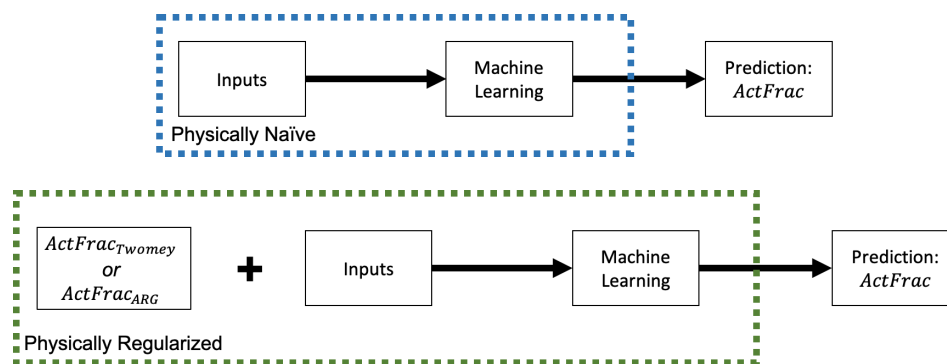 Inputs
Machine
Learning
Prediction:
ActFrac
Physically Naïve
ActFrac_Twomey
or
ActFrac_ARG
+
Inputs
Machine
Learning
Prediction:
ActFrac
Physically Regularized